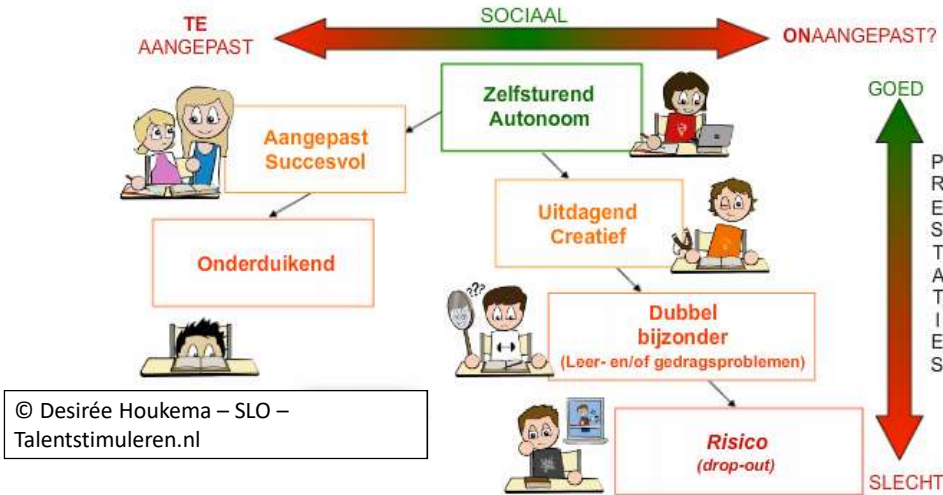 SOCIAAL
TE
AANGEPAST
ONAANGEPAST?
Zelfsturend
Autonoom
GOED
Aangepast
Succesvol
PRESTATIES
Uitdagend
Creatief
Onderduikend
???
Dubbel
bijzonder
(Leer- en/of gedragsproblemen)
© Desirée Houkema – SLO –
Talentstimuleren.nl
Risico
(drop-out)
SLECHT